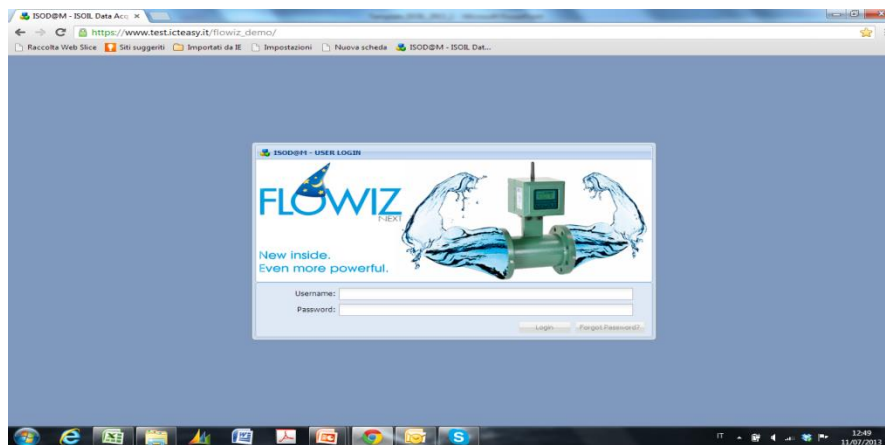 ISOD@M - ISOIL Data Acq
https://www.test.icteasy.it/flowiz_demo/
Raccolta Web Slice Siti suggeriti Importati da IE Impostazioni Nuova scheda ISOD@M - ISOIL Dat...
ISOD@M - USER LOGIN
FLOWIZ
NEXT
New inside.
Even more powerful.
Username:
Password:
Login Forgot Password?
IT
12:49
11/07/2013